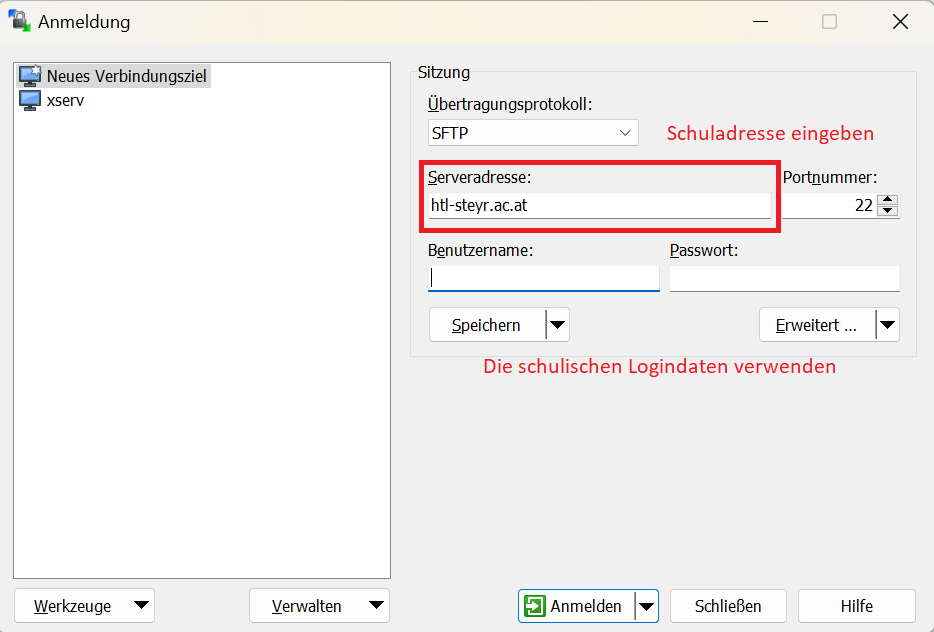 Anmeldung
Neues Verbindungsziel
xserv
Sitzung
Übertragungsprotokoll:
SFTP
Schuladresse eingeben
Serveradresse:
Portnummer:
htl-steyr.ac.at
22
Benutzername:
Passwort:
Speichern
Erweitert ...
Die schulischen Logindaten verwenden
Werkzeuge
Verwalten
Anmelden
Schließen
Hilfe